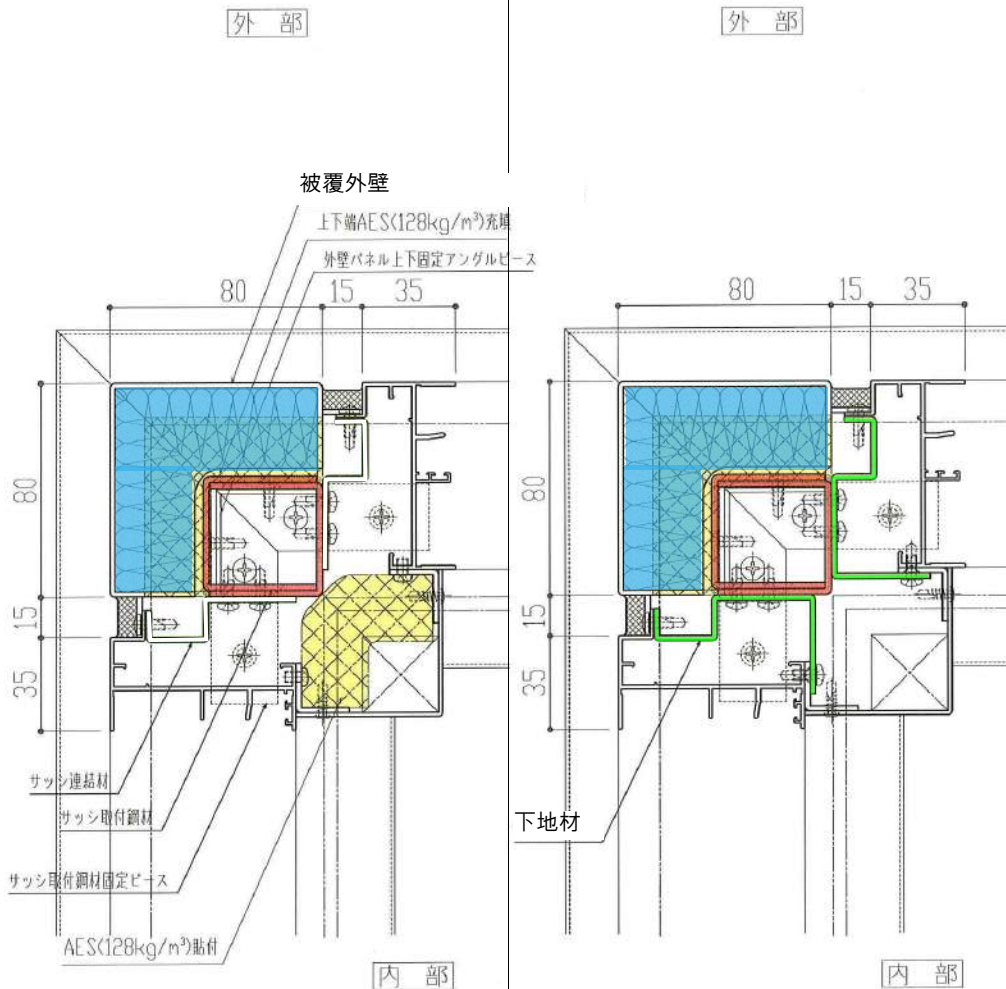 外 部
外 部
被覆外壁
上下端AES(128kg/m³)充填
外壁パネル上下固定アングルピース
80 15 35
80 15 35
80
15
35
80
15
35
サッシ連結材
サッシ取付鋼材
下地材
サッシ取付鋼材固定ピース
AES(128kg/m³)貼付
内 部
内 部